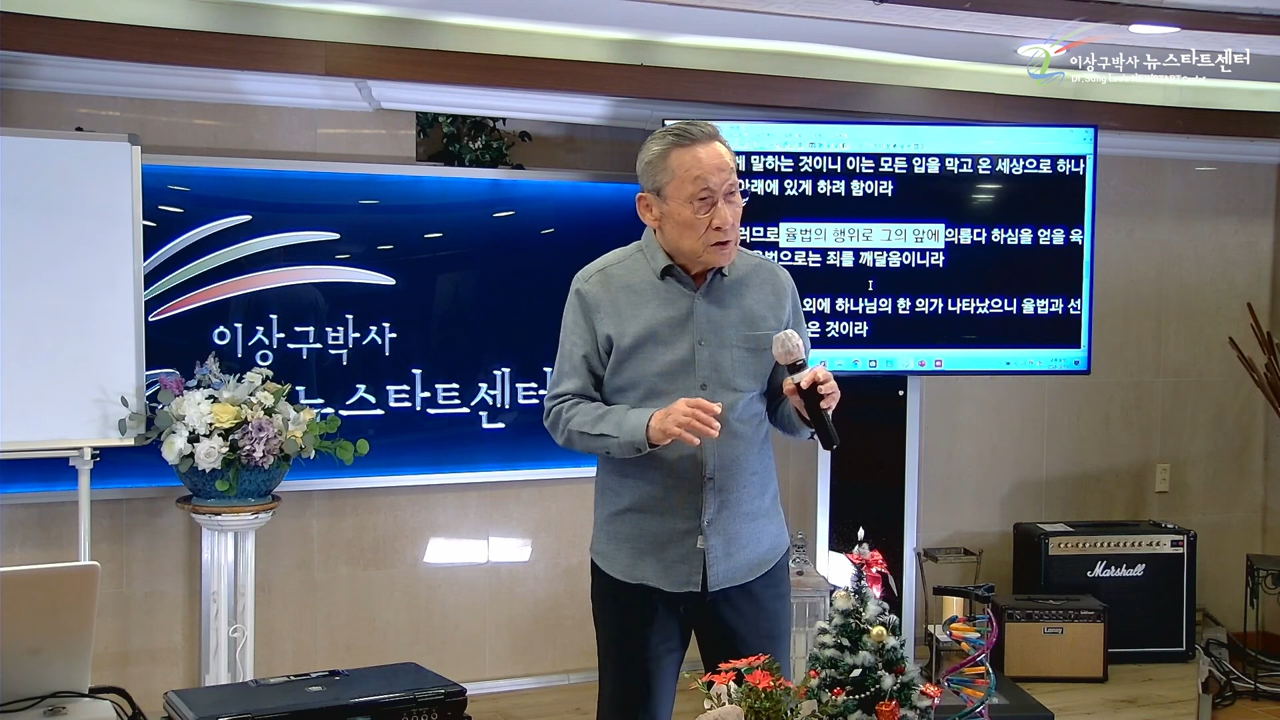 이상구박사 뉴스타트센터
게 말하는 것이니 이는 모든 입을 막고 온 세상으로 하나
아래에 있게 하려 함이라
러므로 율법의 행위로 그의 앞에 의롭다 하심을 얻을 육
율법으로는 죄를 깨달음이니라
외에 하나님의 한 의가 나타났으니 율법과 선
은 것이라
이상구박사
뉴스타트센터
Marshall
Laney